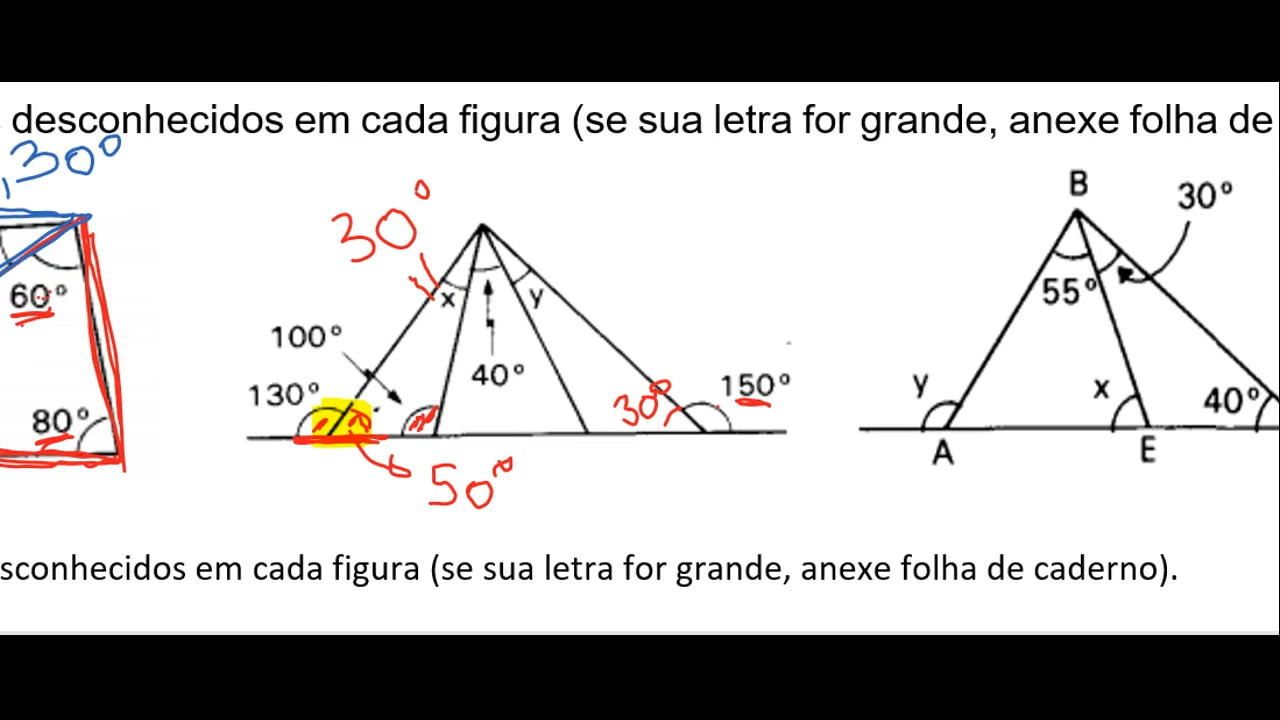 desconhecidos em cada figura (se sua letra for grande, anexe folha de
30°
60°
80°
30°
x
y
100°
130°
40°
30°
150°
50°
B
30°
55°
y
x
40°
A
E
sconhecidos em cada figura (se sua letra for grande, anexe folha de caderno).